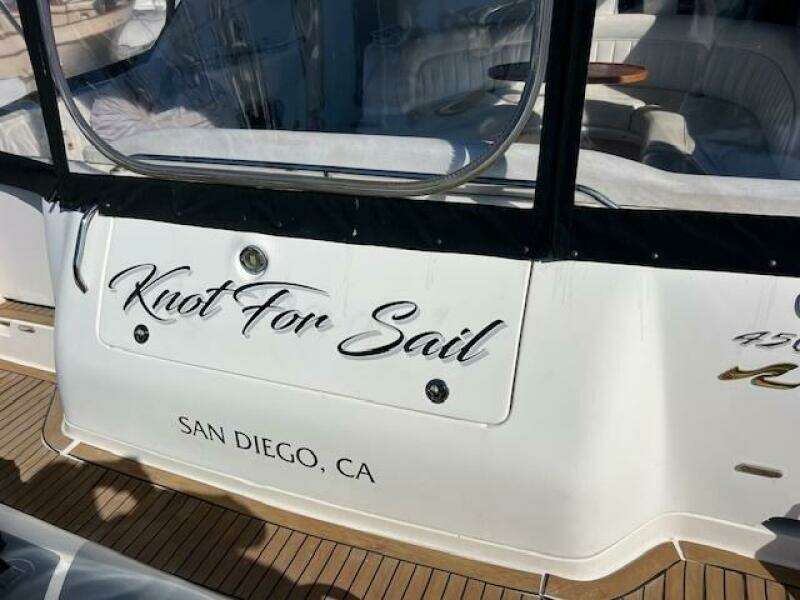 Knot For Sail
SAN DIEGO, CA